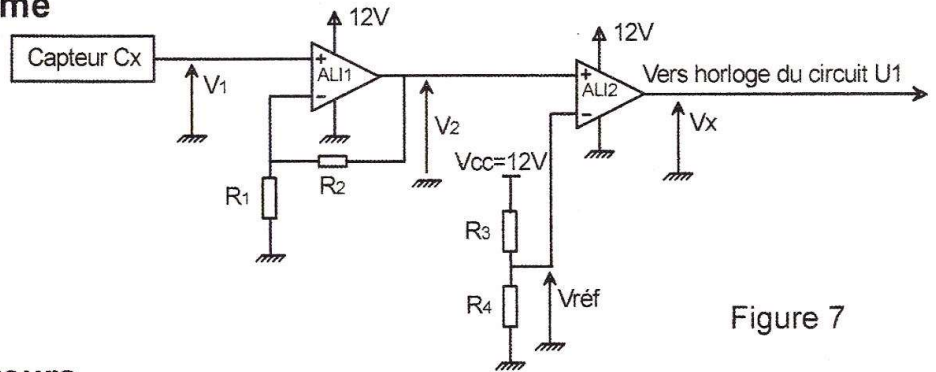 me
12V
12V
Capteur Cx
+
ALI1
-
+
ALI2
-
Vers horloge du circuit U1
V1
V2
Vx
Vcc=12V
R2
R1
R3
R4
Vréf
Figure 7